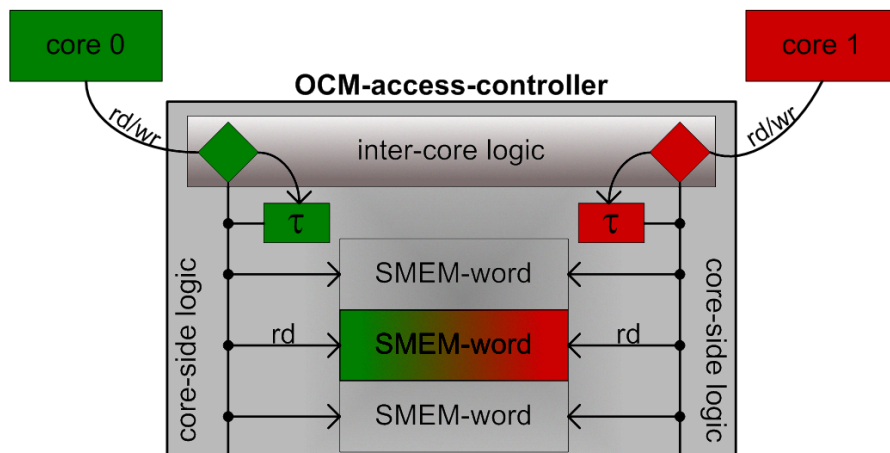 core 0
core 1
OCM-access-controller
rd/wr
rd/wr
inter-core logic
τ
τ
core-side logic
core-side logic
SMEM-word
rd
SMEM-word
rd
SMEM-word